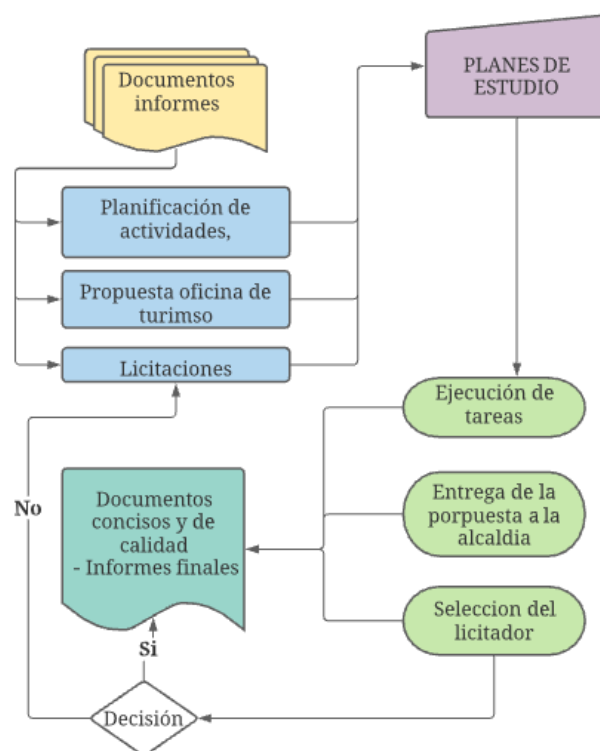 Documentos
informes
PLANES DE
ESTUDIO
Planificación de
actividades,
Propuesta oficina de
turimso
Licitaciones
Ejecución de
tareas
Entrega de la
porpuesta a la
alcaldia
Seleccion del
licitador
Documentos
concisos y de
calidad
- Informes finales
No
Si
Decisión